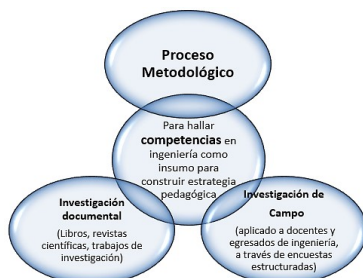 Proceso
Metodológico
Para hallar
competencias en
ingeniería como
insumo para
construir estrategia
pedagógica
Investigación
documental
(Libros, revistas
científicas, trabajos de
investigación)
Investigación de
Campo
(aplicado a docentes y
egresados de ingeniería,
a través de encuestas
estructuradas)